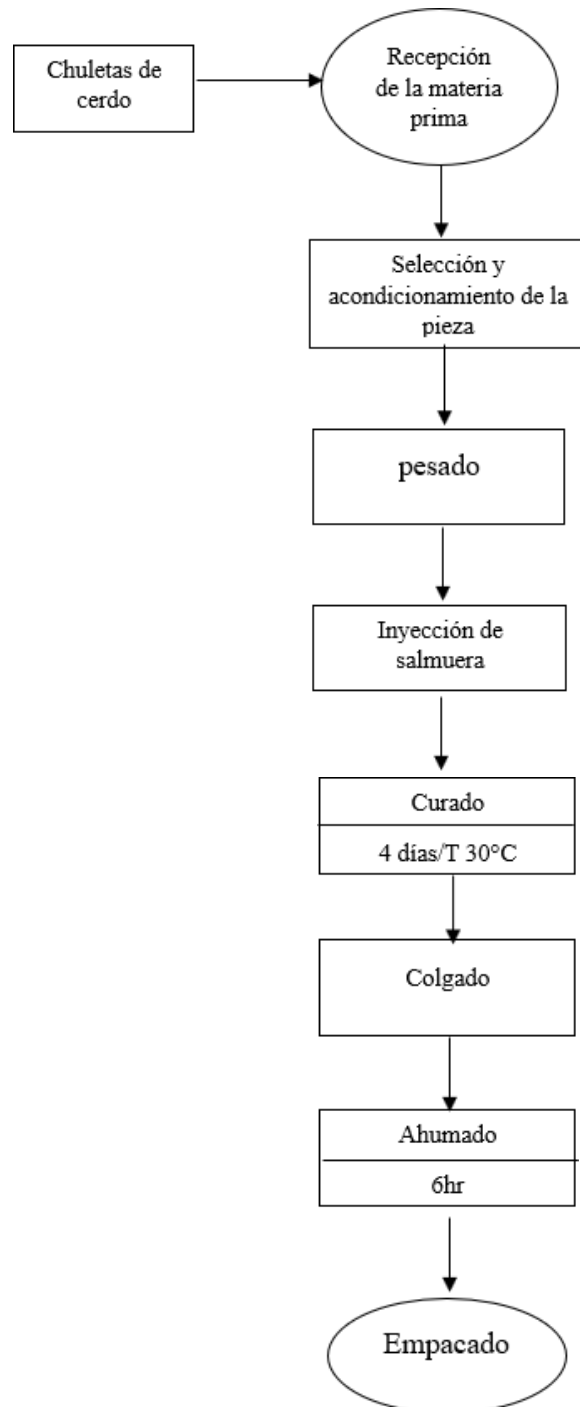 Chuletas de
cerdo
Recepción
de la materia
prima
Selección y
acondicionamiento de la
pieza
pesado
Inyección de
salmuera
Curado
4 días/T 30°C
Colgado
Ahumado
6hr
Empacado